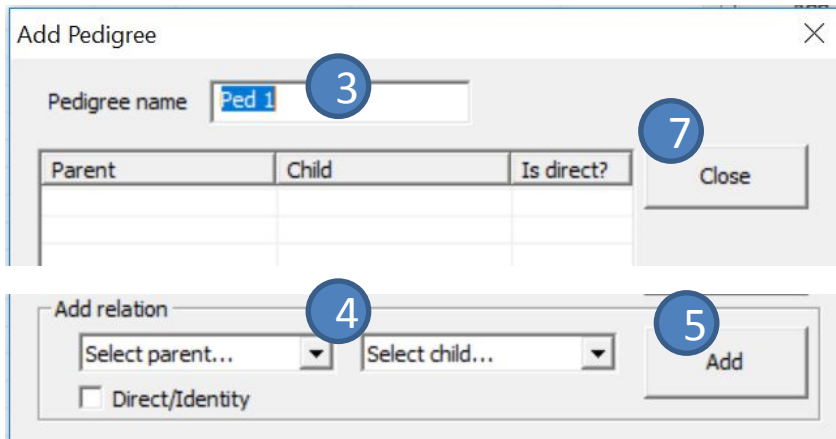 Add Pedigree
Pedigree name Ped 1 3
7
Parent Child Is direct? Close
Add relation 4 5
Select parent... Select child... Add
Direct/Identity